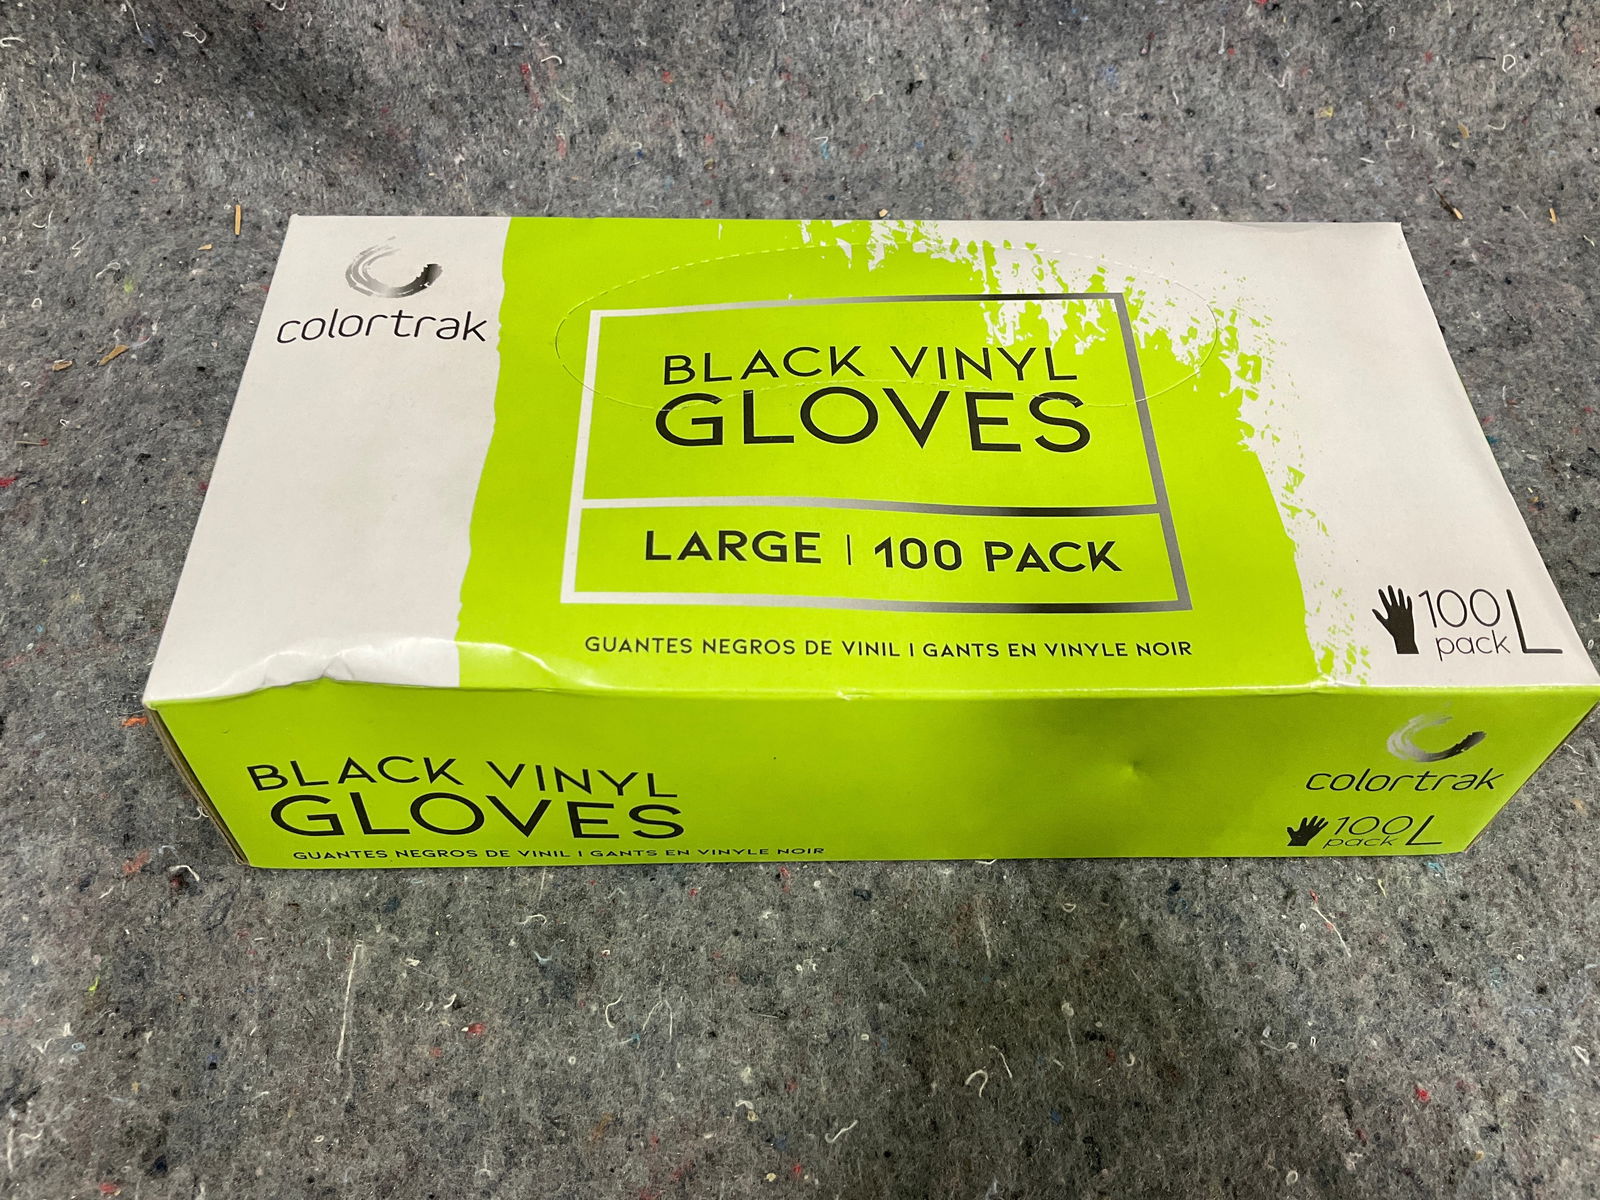 colortrak
BLACK VINYL
GLOVES
LARGE | 100 PACK
GUANTES NEGROS DE VINIL | GANTS EN VINYLE NOIR
100 L
pack
BLACK VINYL
GLOVES
GUANTES NEGROS DE VINIL | GANTS EN VINYLE NOIR
colortrak
100 L
pack